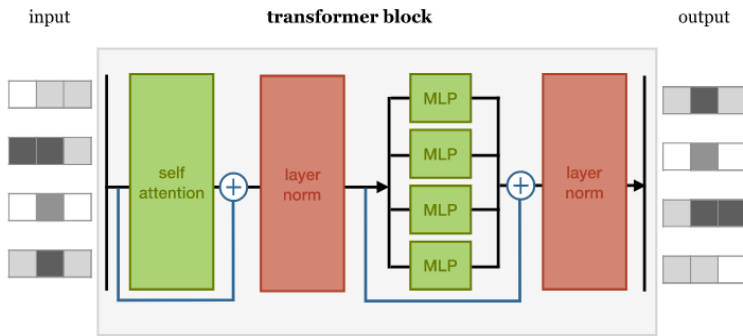 input
transformer block
output
self
attention
layer
norm
MLP
MLP
MLP
MLP
layer
norm